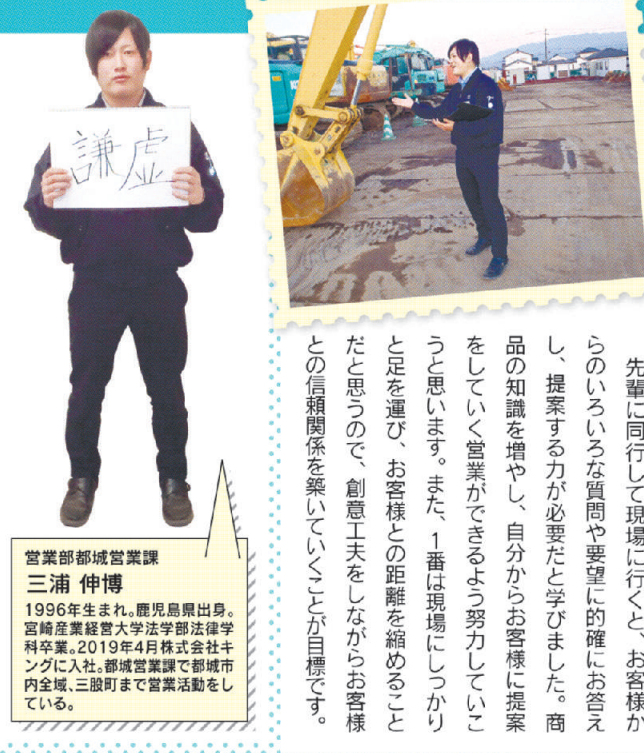 謙虚
先輩に同行して現場に行くと、お客様か
らのいろいろな質問や要望に的確にお答え
し、提案する力が必要だと学びました。商
品の知識を増やし、自分からお客様に提案
をしていく営業ができるよう努力していこ
うと思います。また、1番は現場にしっかり
と足を運び、お客様との距離を縮めること
だと思うので、創意工夫をしながらお客様
との信頼関係を築いていくことが目標です。
営業部都城営業課
三浦 伸博
1996年生まれ。鹿児島県出身。
宮崎産業経営大学法学部法律学
科卒業。2019年4月株式会社キ
ングに入社。都城営業課で都城市
内全域、三股町まで営業活動をし
ている。